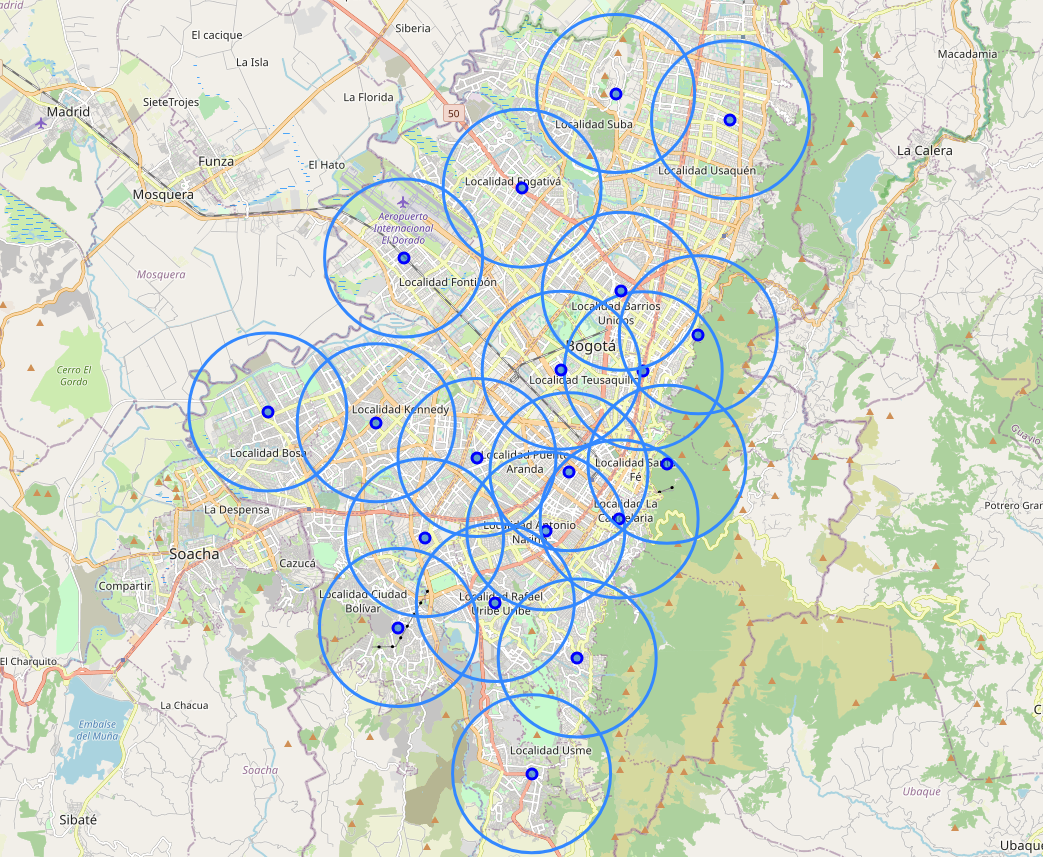 El cacique
Siberia
La Isla
Macadamia
La Florida
SieteTrojes
Madrid
50
Localidad Suba
Funza
El Hato
La Calera
Localidad Usaquén
Localidad Engativá
Mosquera
Aeropuerto
Internacional
El Dorado
Mosquera
Localidad Fontibón
Localidad Barrios
Unidos
Bogotá
Cerro El
Gordo
Localidad Teusaquillo
Localidad Kennedy
Guavio
Localidad Bosa
Localidad Puente
Aranda
Localidad Santa
Fé
La Despensa
Localidad La
Candelaria
Potrero Gran
Localidad Antonio
Nariño
Soacha
Cazucá
Compartir
Localidad Ciudad
Bolívar
Localidad Rafael
Uribe Uribe
El Charquito
La Chacua
Embalse
del Muña
Localidad Usme
Soacha
Ubaque
Sibaté
Ubaque